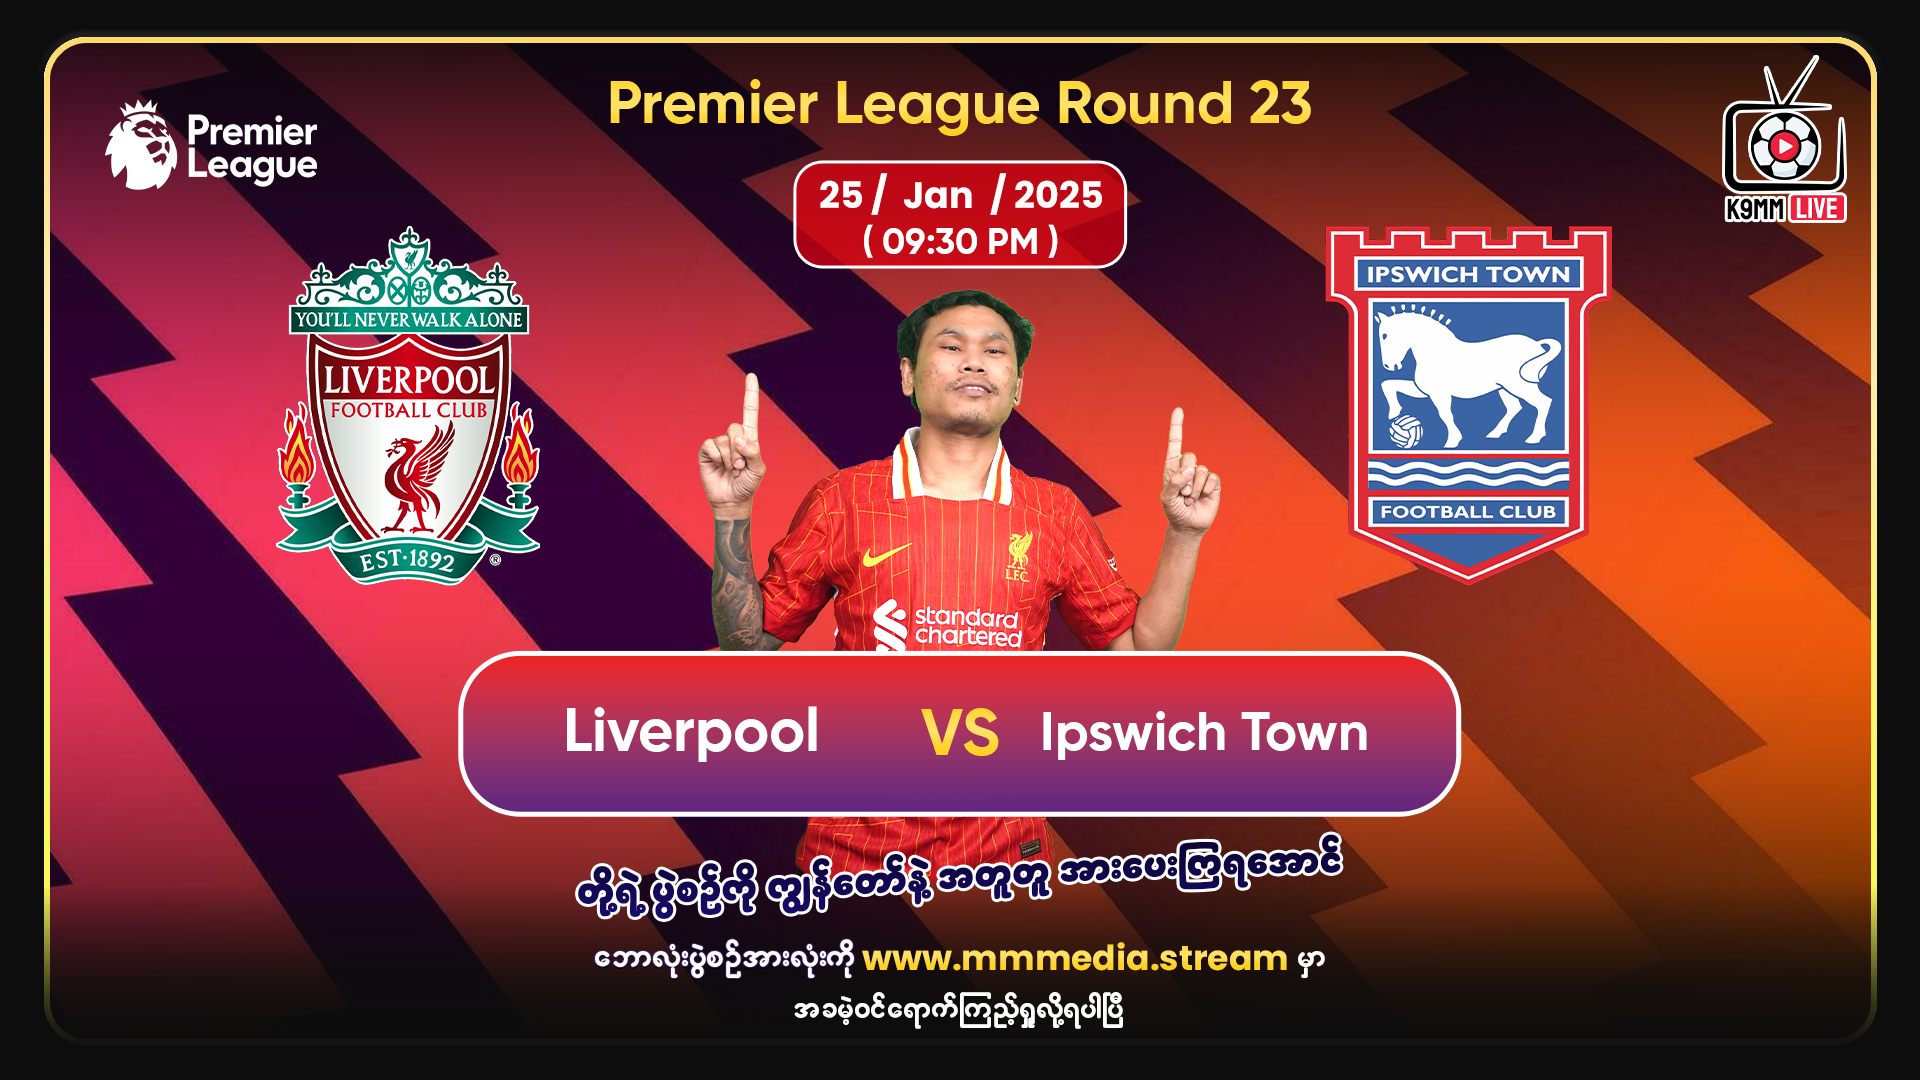 Premier League Round 23
Premier
League
25 / Jan / 2025
( 09:30 PM )
K9MM LIVE
YOU'LL NEVER WALK ALONE
LIVERPOOL
FOOTBALL CLUB
EST·1892
®
IPSWICH TOWN
FOOTBALL CLUB
L.F.C.
standard
chartered
Liverpool VS Ipswich Town
တို့ရဲ့ ပွဲစဉ်ကို ကျွန်တော်နဲ့ အတူတူ အားပေးကြရအောင်
ဘောလုံးပွဲစဉ်အားလုံးကို www.mmmedia.stream မှာ
အခမဲ့ဝင်ရောက်ကြည့်ရှုလို့ရပါပြီ